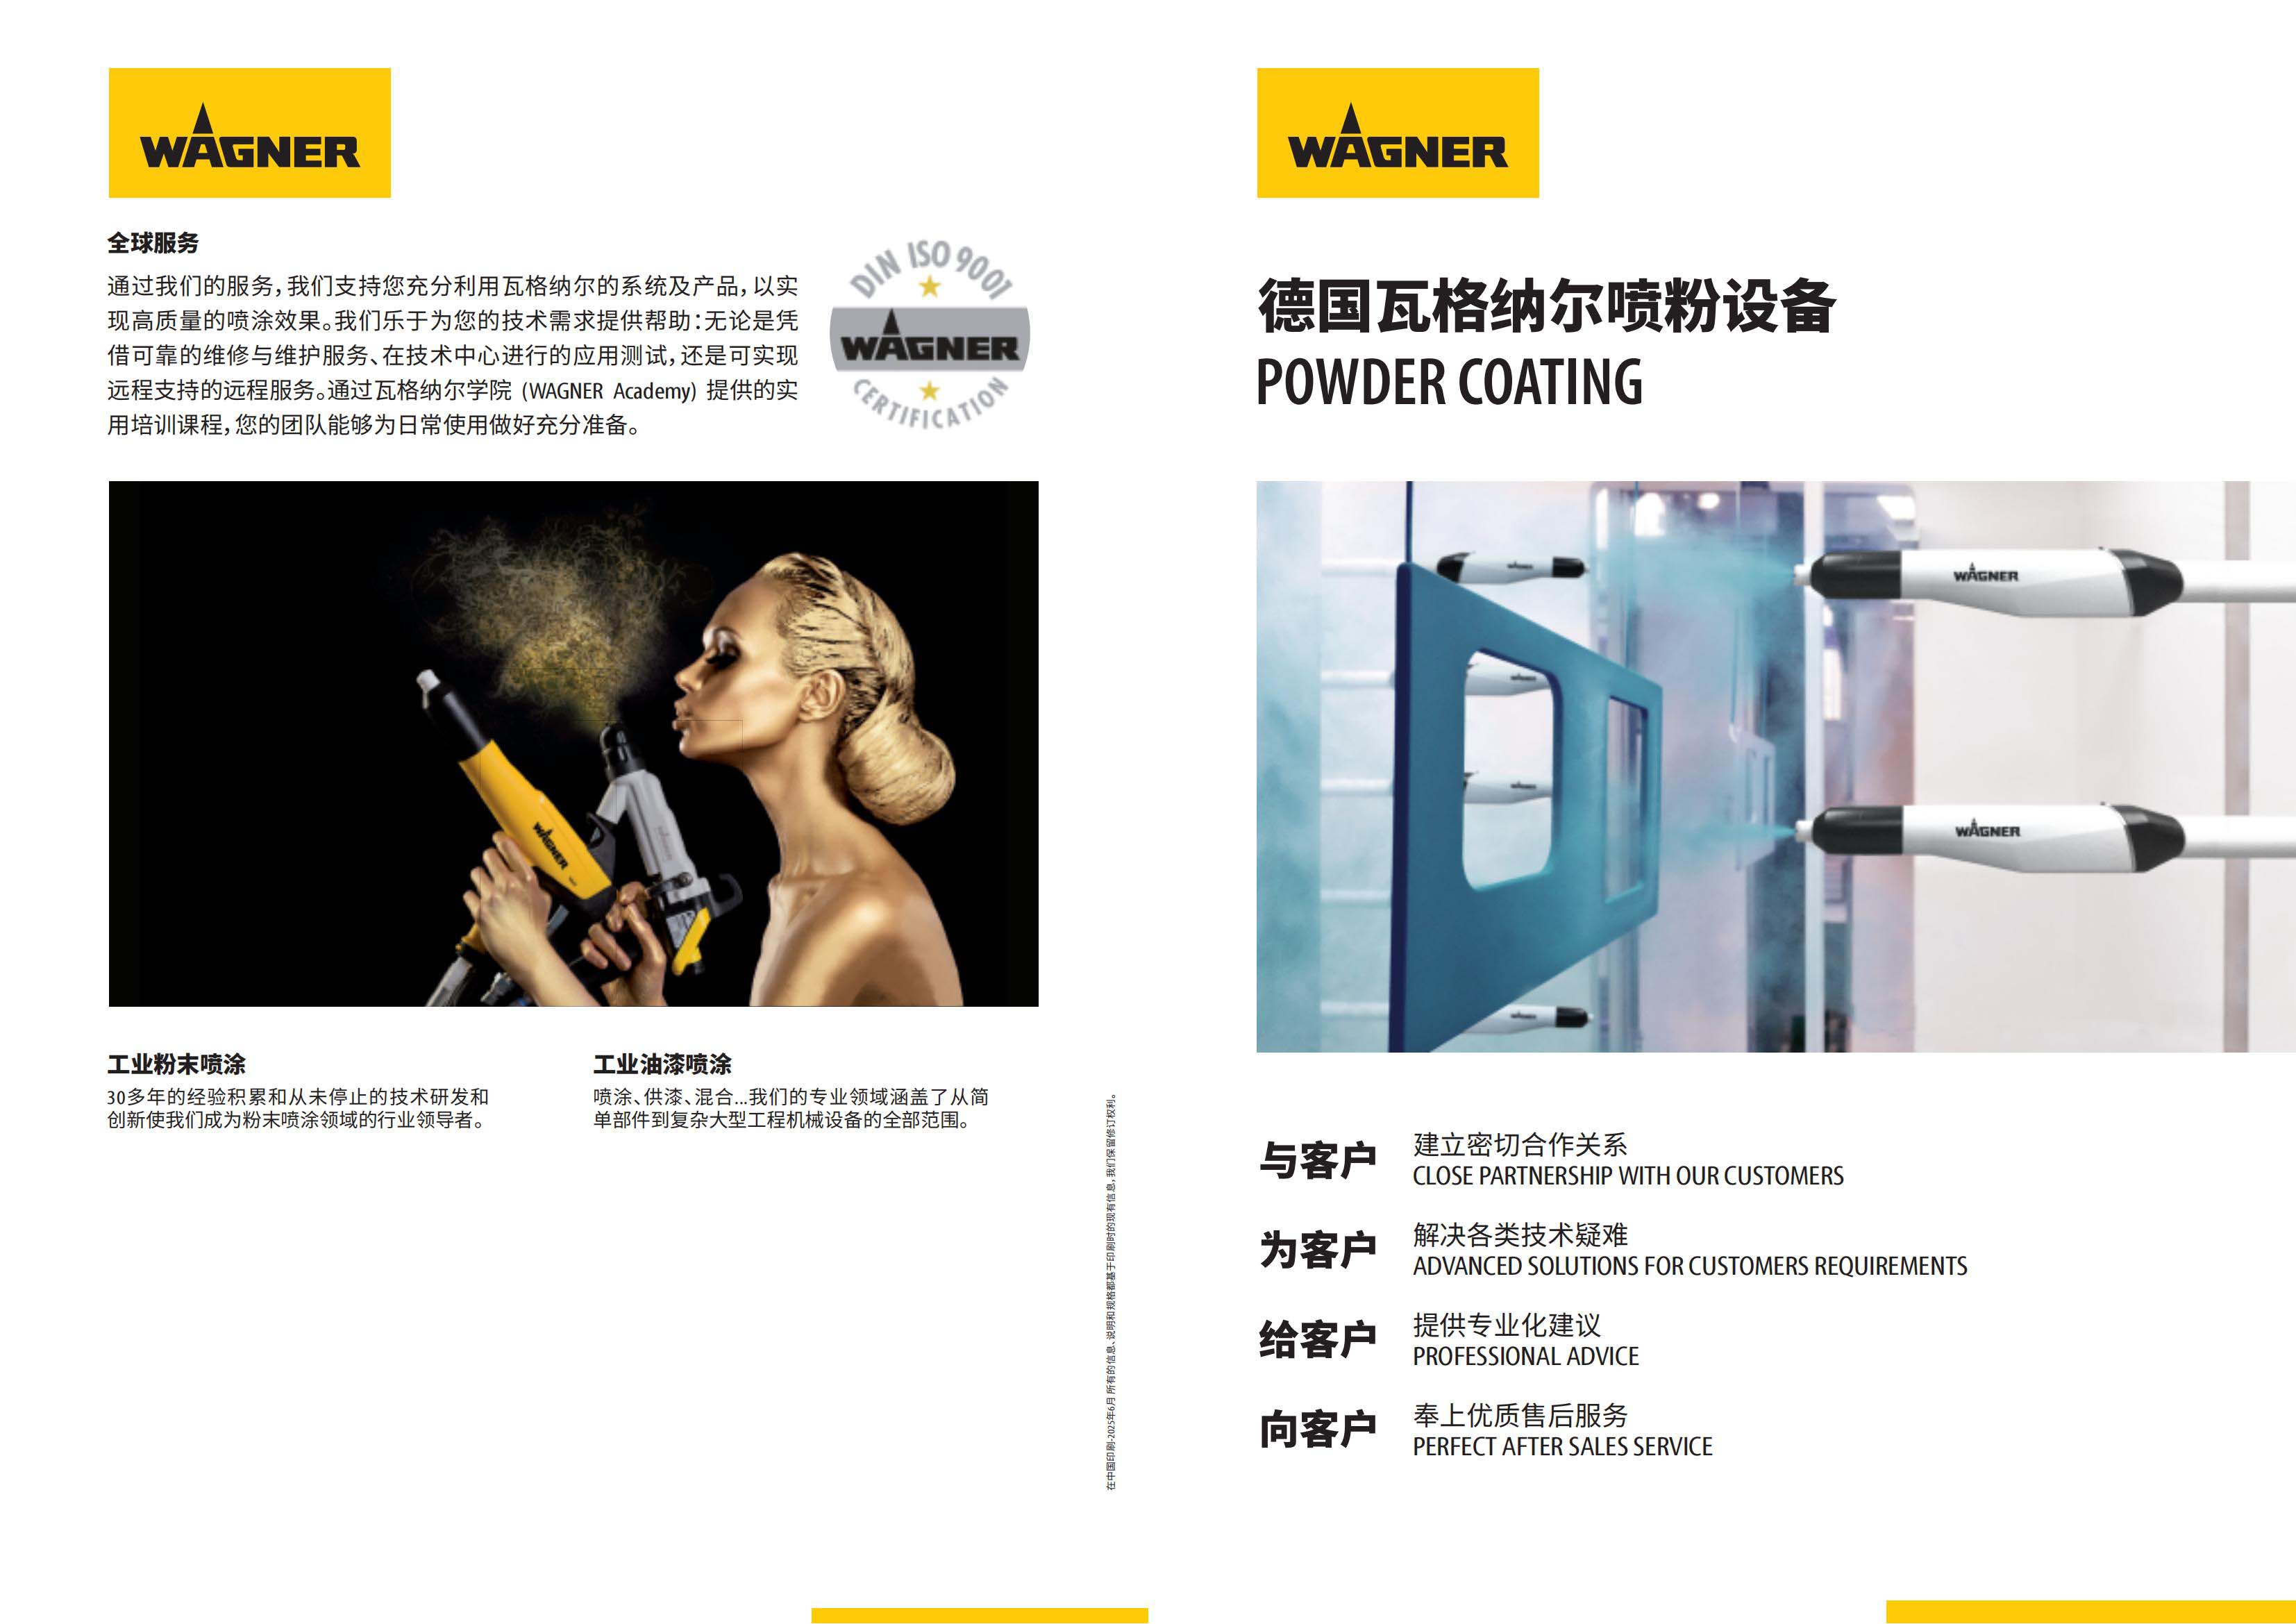 WAGNER
全球服务
通过我们的服务，我们支持您充分利用瓦格纳尔的系统及产品，以实
现高质量的喷涂效果。我们乐于为您的技术需求提供帮助：无论是凭
借可靠的维修与维护服务、在技术中心进行的应用测试，还是可实现
远程支持的远程服务。通过瓦格纳尔学院 (WAGNER Academy) 提供的实
用培训课程，您的团队能够为日常使用做好充分准备。
DIN ISO 9001
WAGNER
CERTIFICATION
WAGNER
工业粉末喷涂
30多年的经验积累和从未停止的技术研发和
创新使我们成为粉末喷涂领域的行业领导者。
工业油漆喷涂
喷涂、供漆、混合...我们的专业领域涵盖了从简
单部件到复杂大型工程机械设备的全部范围。
在中国印刷-2025年6月 所有的信息、说明和规格都基于印刷时的现有信息，我们保留修订权利。
WAGNER
德国瓦格纳尔喷粉设备
POWDER COATING
WAGNER
WAGNER
WAGNER
WAGNER
WAGNER
WAGNER
与客户
建立密切合作关系
CLOSE PARTNERSHIP WITH OUR CUSTOMERS
为客户
解决各类技术疑难
ADVANCED SOLUTIONS FOR CUSTOMERS REQUIREMENTS
给客户
提供专业化建议
PROFESSIONAL ADVICE
向客户
奉上优质售后服务
PERFECT AFTER SALES SERVICE